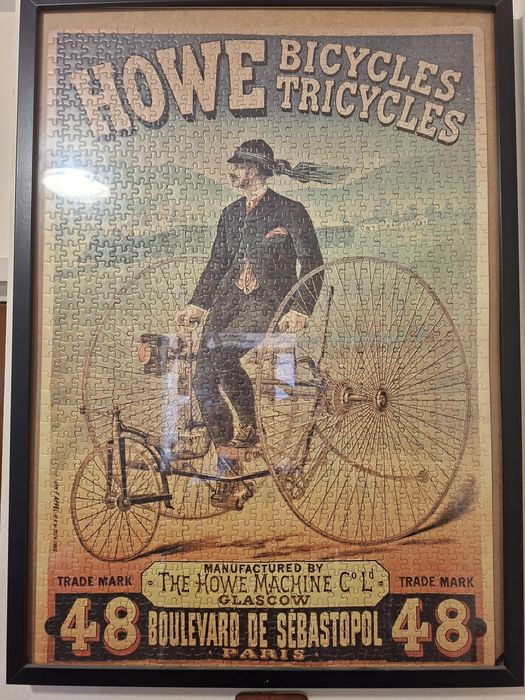 HOWE BICYCLES
TRICYCLES
MANUFACTURED BY
TRADE MARK THE HOWE MACHINE Cº Lᵈ TRADE MARK
GLASCOW
48 BOULEVARD DE SÉBASTOPOL 48
PARIS